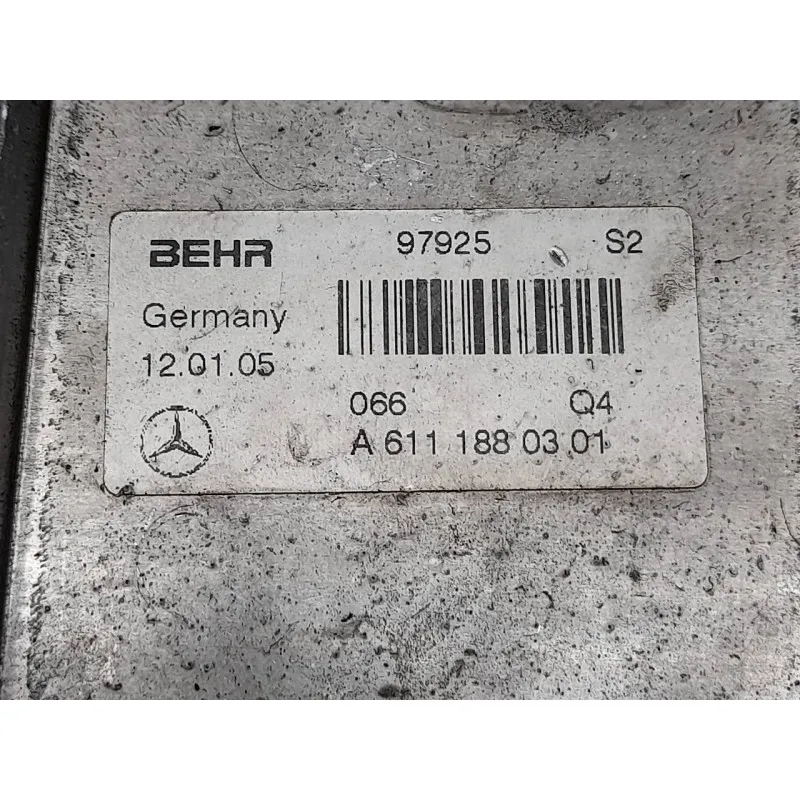 BEHR 97925 S2
Germany
12.01.05
066 Q4
A 611 188 03 01